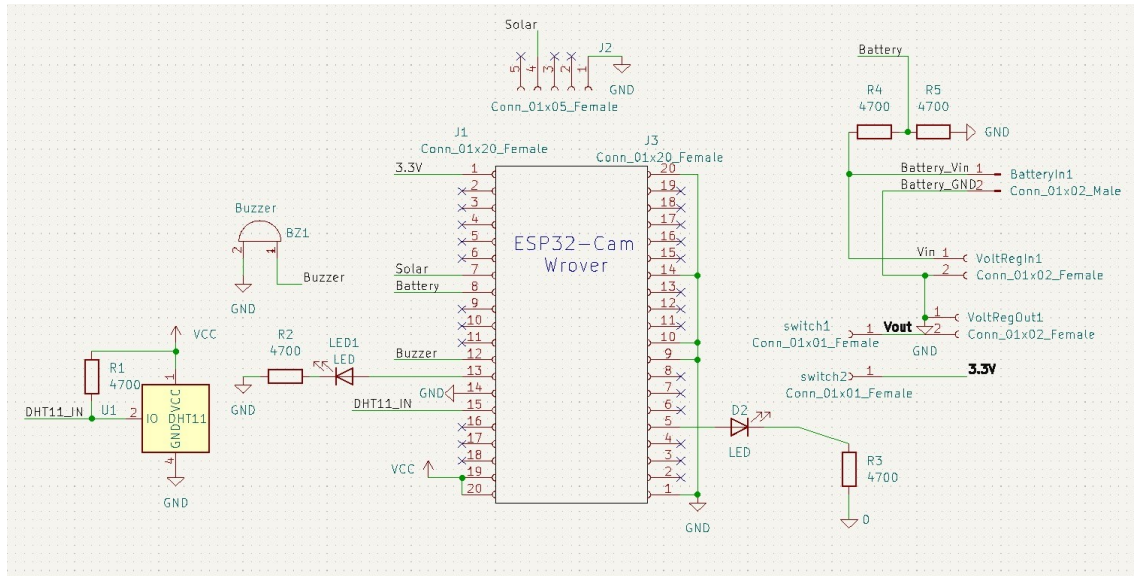 Solar
J2
5
4
3
2
1
GND
Conn_01x05_Female
Battery
R4
4700
R5
4700
GND
J1
Conn_01x20_Female
J3
Conn_01x20_Female
3.3V
1
2
3
4
5
6
Solar
7
Battery
8
9
10
11
Buzzer
12
13
GND
14
DHT11_IN
15
16
17
18
VCC
19
20
ESP32-Cam
Wrover
20
19
18
17
16
15
14
13
12
11
10
9
8
7
6
5
4
3
2
1
GND
Battery_Vin
1
Battery_GND
2
BatteryIn1
Conn_01x02_Male
Vin
1
2
VoltRegIn1
Conn_01x02_Female
1
2
VoltRegOut1
Conn_01x02_Female
GND
switch1
Conn_01x01_Female
1
Vout
switch2
Conn_01x01_Female
1
3.3V
Buzzer
BZ1
2
1
Buzzer
GND
VCC
R1
4700
DHT11_IN
U1
2
IO
DHT11
VCC
GND
1
4
GND
R2
4700
LED1
LED
GND
D2
LED
R3
4700
0